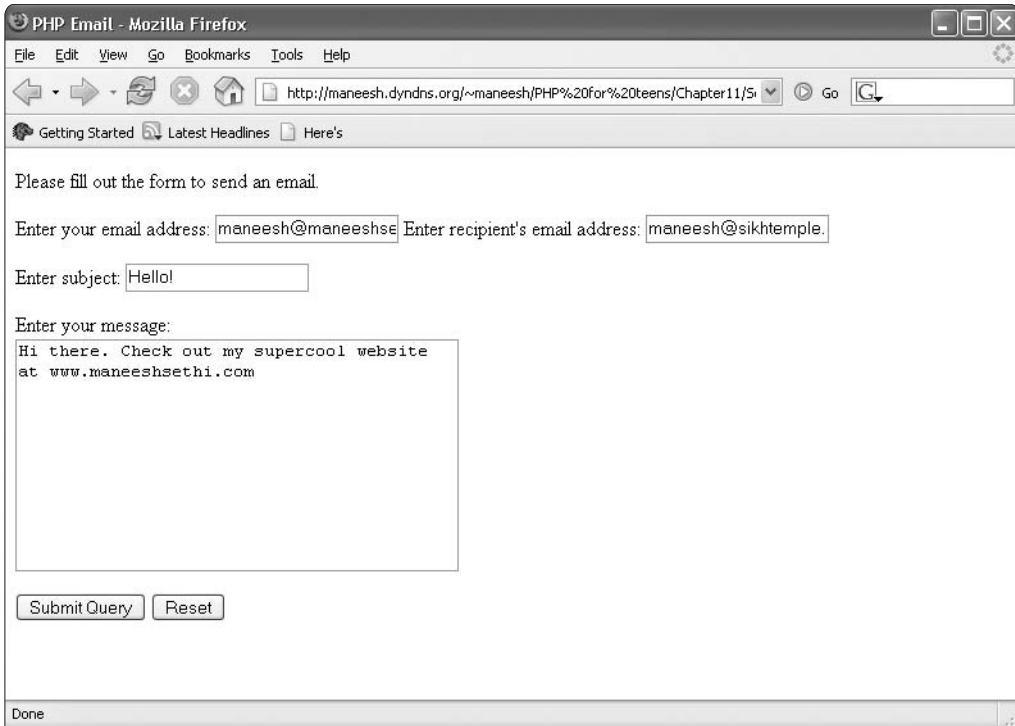 PHP Email - Mozilla Firefox
File Edit View Go Bookmarks Tools Help
http://maneesh.dyndns.org/~maneesh/PHP%20for%20teens/Chapter11/S Go G
Getting Started Latest Headlines Here's
Please fill out the form to send an email.
Enter your email address: maneesh@maneeshse Enter recipient's email address: maneesh@sikhtemple.
Enter subject: Hello!
Enter your message:
Hi there. Check out my supercool website
at www.maneeshsethi.com
Submit Query Reset
Done